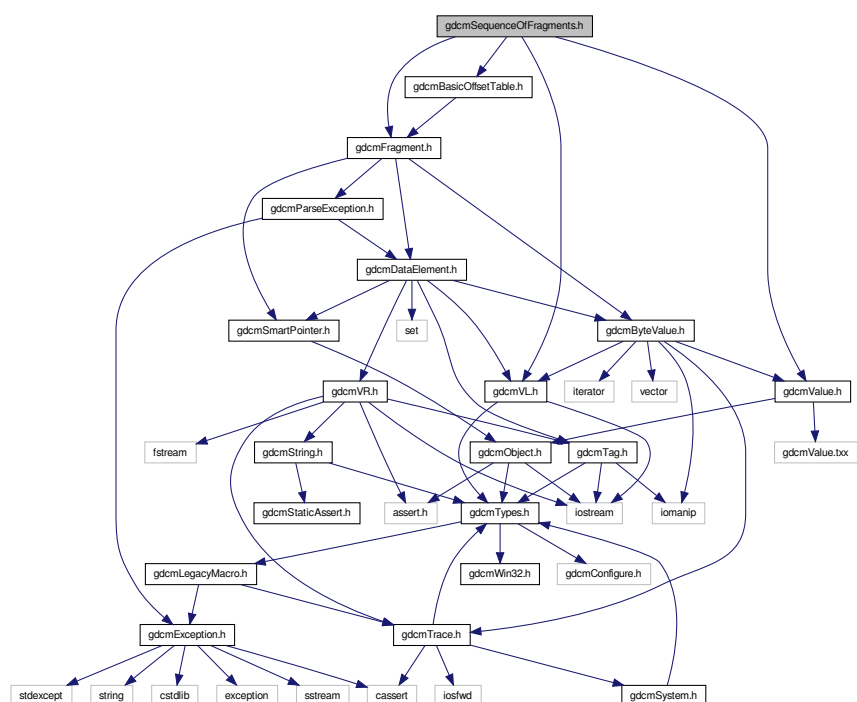 gdcmSequenceOfFragments.h
gdcmBasicOffsetTable.h
gdcmFragment.h
gdcmParseException.h
gdcmDataElement.h
gdcmSmartPointer.h
set
gdcmByteValue.h
gdcmVR.h
gdcmVL.h
iterator
vector
gdcmValue.h
fstream
gdcmString.h
gdcmObject.h
gdcmTag.h
gdcmValue.txx
gdcmStaticAssert.h
assert.h
gdcmTypes.h
iostream
iomanip
gdcmLegacyMacro.h
gdcmWin32.h
gdcmConfigure.h
gdcmException.h
gdcmTrace.h
stdexcept
string
cstdlib
exception
sstream
cassert
iosfwd
gdcmSystem.h